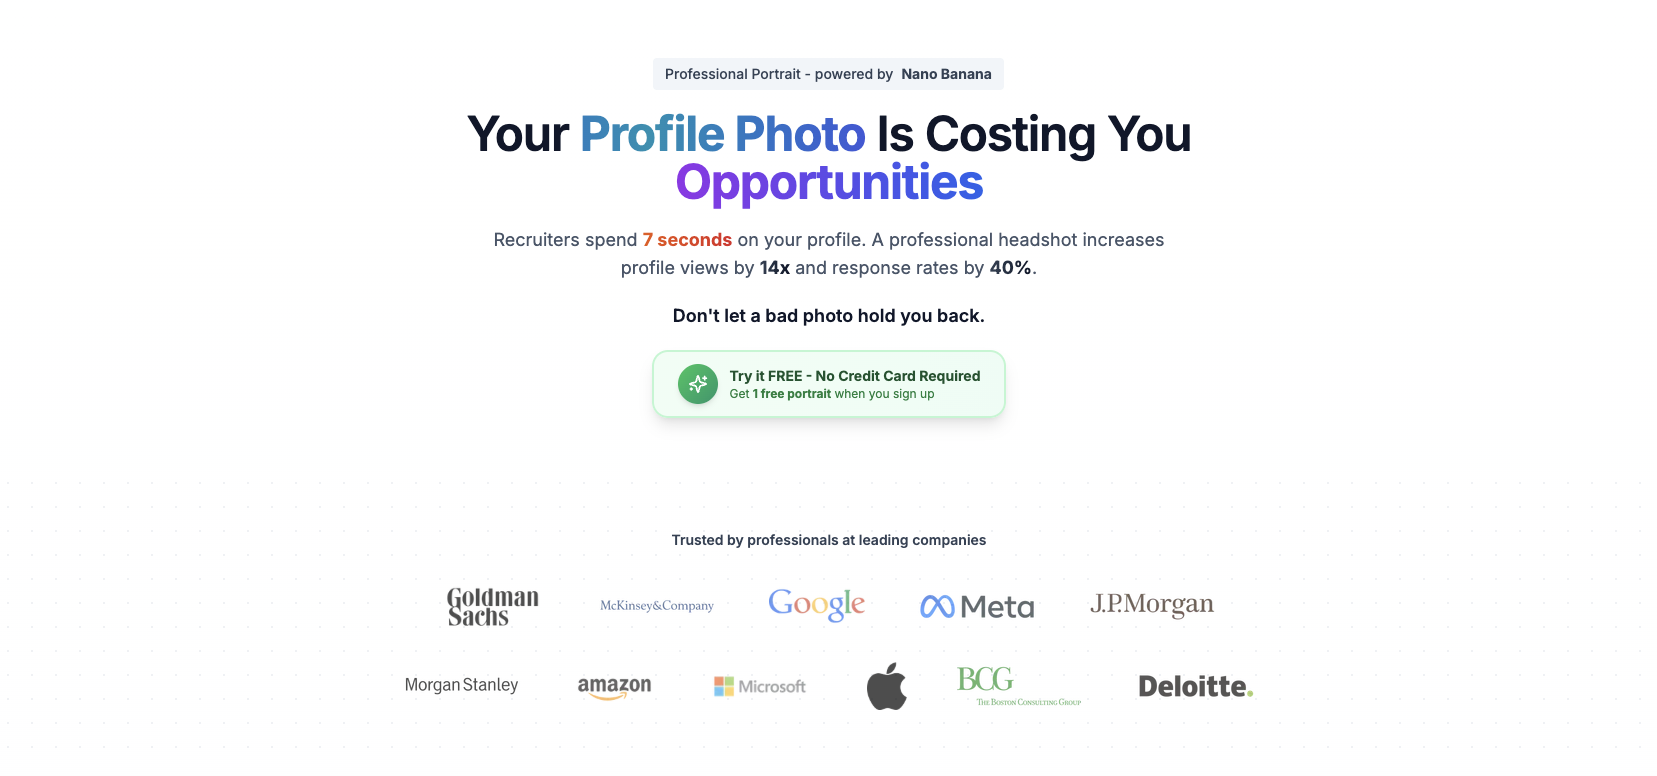 Professional Portrait - powered by Nano Banana
Your Profile Photo Is Costing You
Opportunities
Recruiters spend 7 seconds on your profile. A professional headshot increases
profile views by 14x and response rates by 40%.
Don't let a bad photo hold you back.
Try it FREE - No Credit Card Required
Get 1 free portrait when you sign up
Trusted by professionals at leading companies
Goldman
Sachs
McKinsey&Company
Google
Meta
J.P.Morgan
Morgan Stanley
amazon
Microsoft
BCG
The Boston Consulting Group
Deloitte.